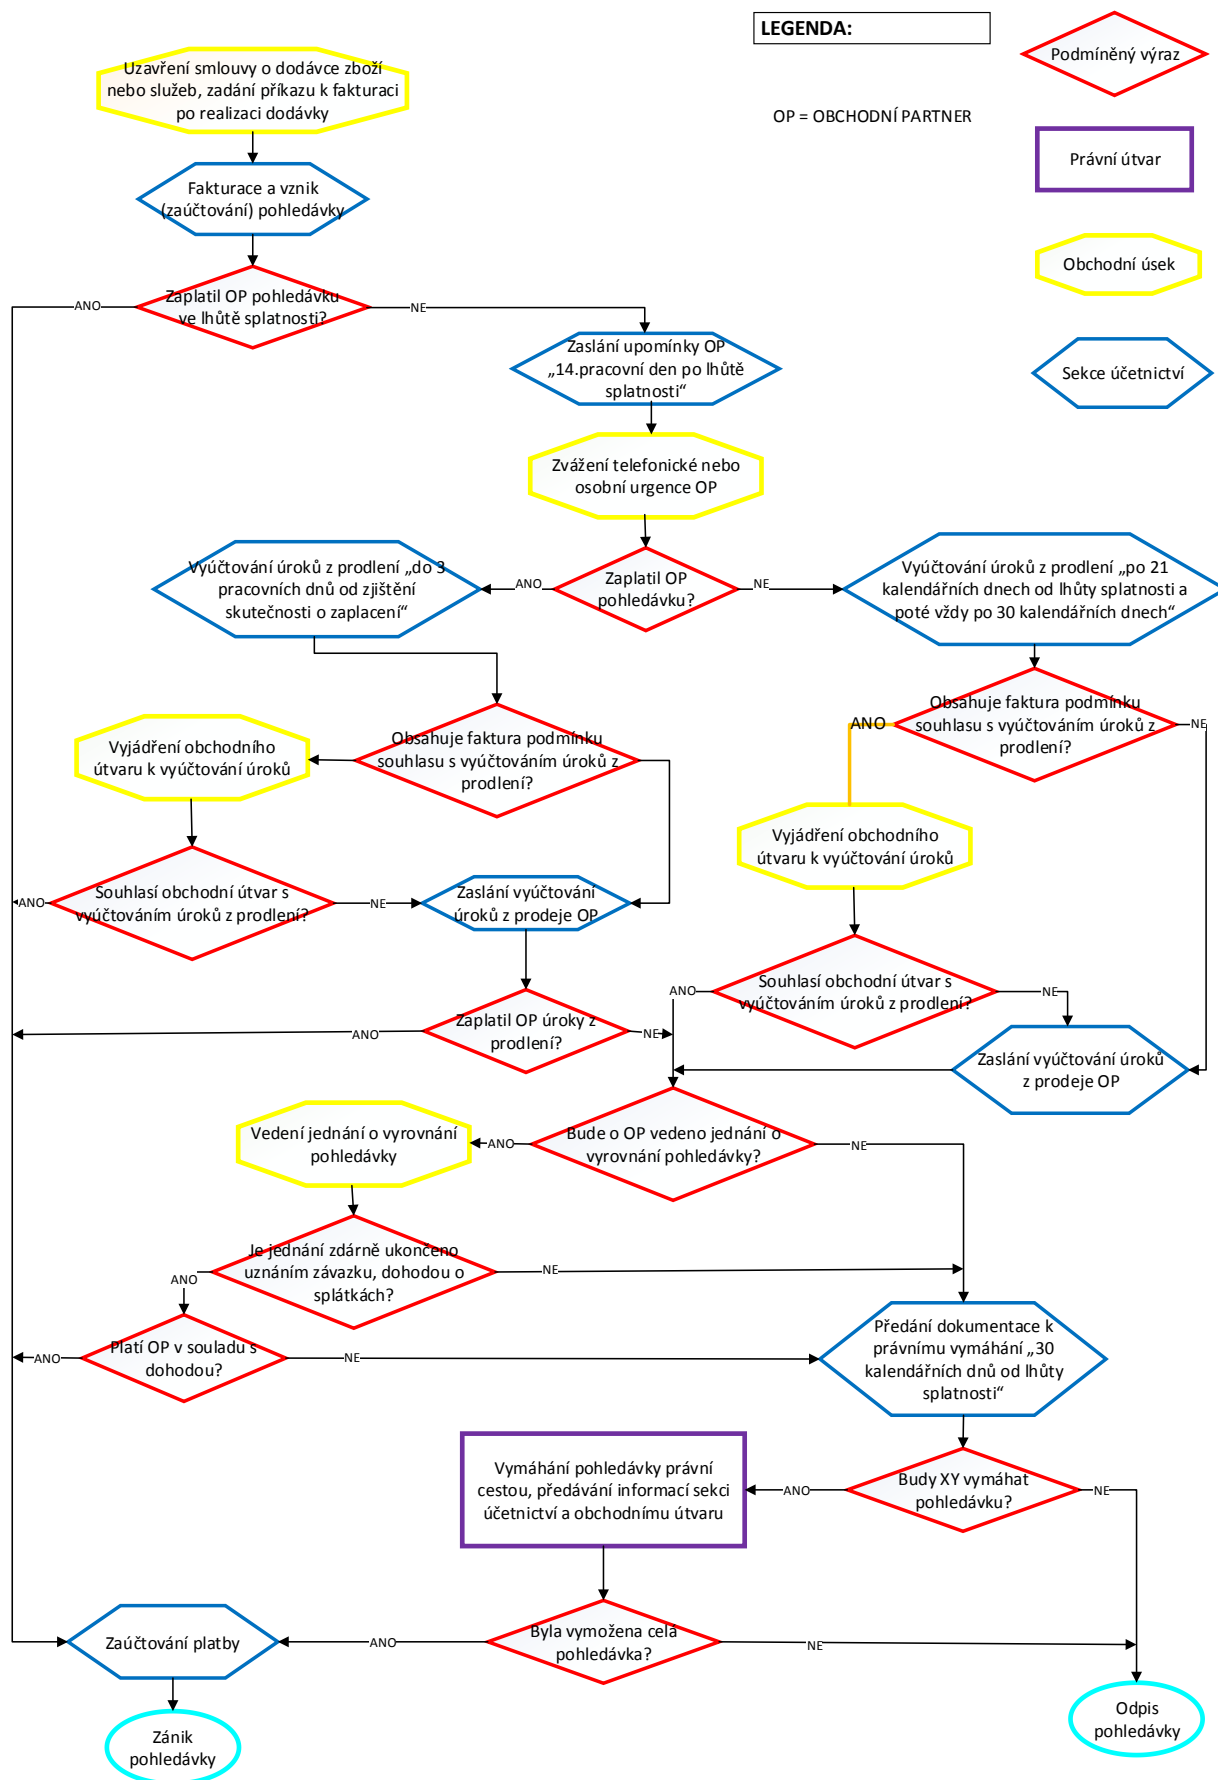 LEGENDA:
Podmíněný výraz
OP = OBCHODNÍ PARTNER
Právní útvar
Obchodní úsek
Sekce účetnictví
Uzavření smlouvy o dodávce zboží
nebo služeb, zadání příkazu k fakturaci
po realizaci dodávky
Fakturace a vznik
(zaúčtování) pohledávky
Zaplatil OP pohledávku
ve lhůtě splatnosti?
ANO
NE
Zaslání upomínky OP
„14.pracovní den po lhůtě
splatnosti“
Zvážení telefonické nebo
osobní urgence OP
Zaplatil OP
pohledávku?
ANO
NE
Vyúčtování úroků z prodlení „do 3
pracovních dnů od zjištění
skutečnosti o zaplacení“
Vyúčtování úroků z prodlení „po 21
kalendářních dnech od lhůty splatnosti a
poté vždy po 30 kalendářních dnech“
Obsahuje faktura podmínku
souhlasu s vyúčtováním úroků z
prodlení?
ANO
NE
Vyjádření obchodního
útvaru k vyúčtování úroků
Obsahuje faktura podmínku
souhlasu s vyúčtováním úroků z
prodlení?
Vyjádření obchodního
útvaru k vyúčtování úroků
Souhlasí obchodní útvar s
vyúčtováním úroků z prodlení?
ANO
NE
Zaslání vyúčtování
úroků z prodeje OP
Souhlasí obchodní útvar s
vyúčtováním úroků z prodlení?
ANO
NE
Zaplatil OP úroky z
prodlení?
ANO
NE
Zaslání vyúčtování úroků
z prodeje OP
Bude o OP vedeno jednání o
vyrovnání pohledávky?
ANO
NE
Vedení jednání o vyrovnání
pohledávky
Je jednání zdárně ukončeno
uznáním závazku, dohodou o
splátkách?
ANO
NE
Platí OP v souladu s
dohodou?
ANO
NE
Předání dokumentace k
právnímu vymáhání „30
kalendářních dnů od lhůty
splatnosti“
Budy XY vymáhat
pohledávku?
ANO
NE
Vymáhání pohledávky právní
cestou, předávání informací sekci
účetnictví a obchodnímu útvaru
Byla vymožena celá
pohledávka?
ANO
NE
Zaúčtování platby
Zánik
pohledávky
Odpis
pohledávky